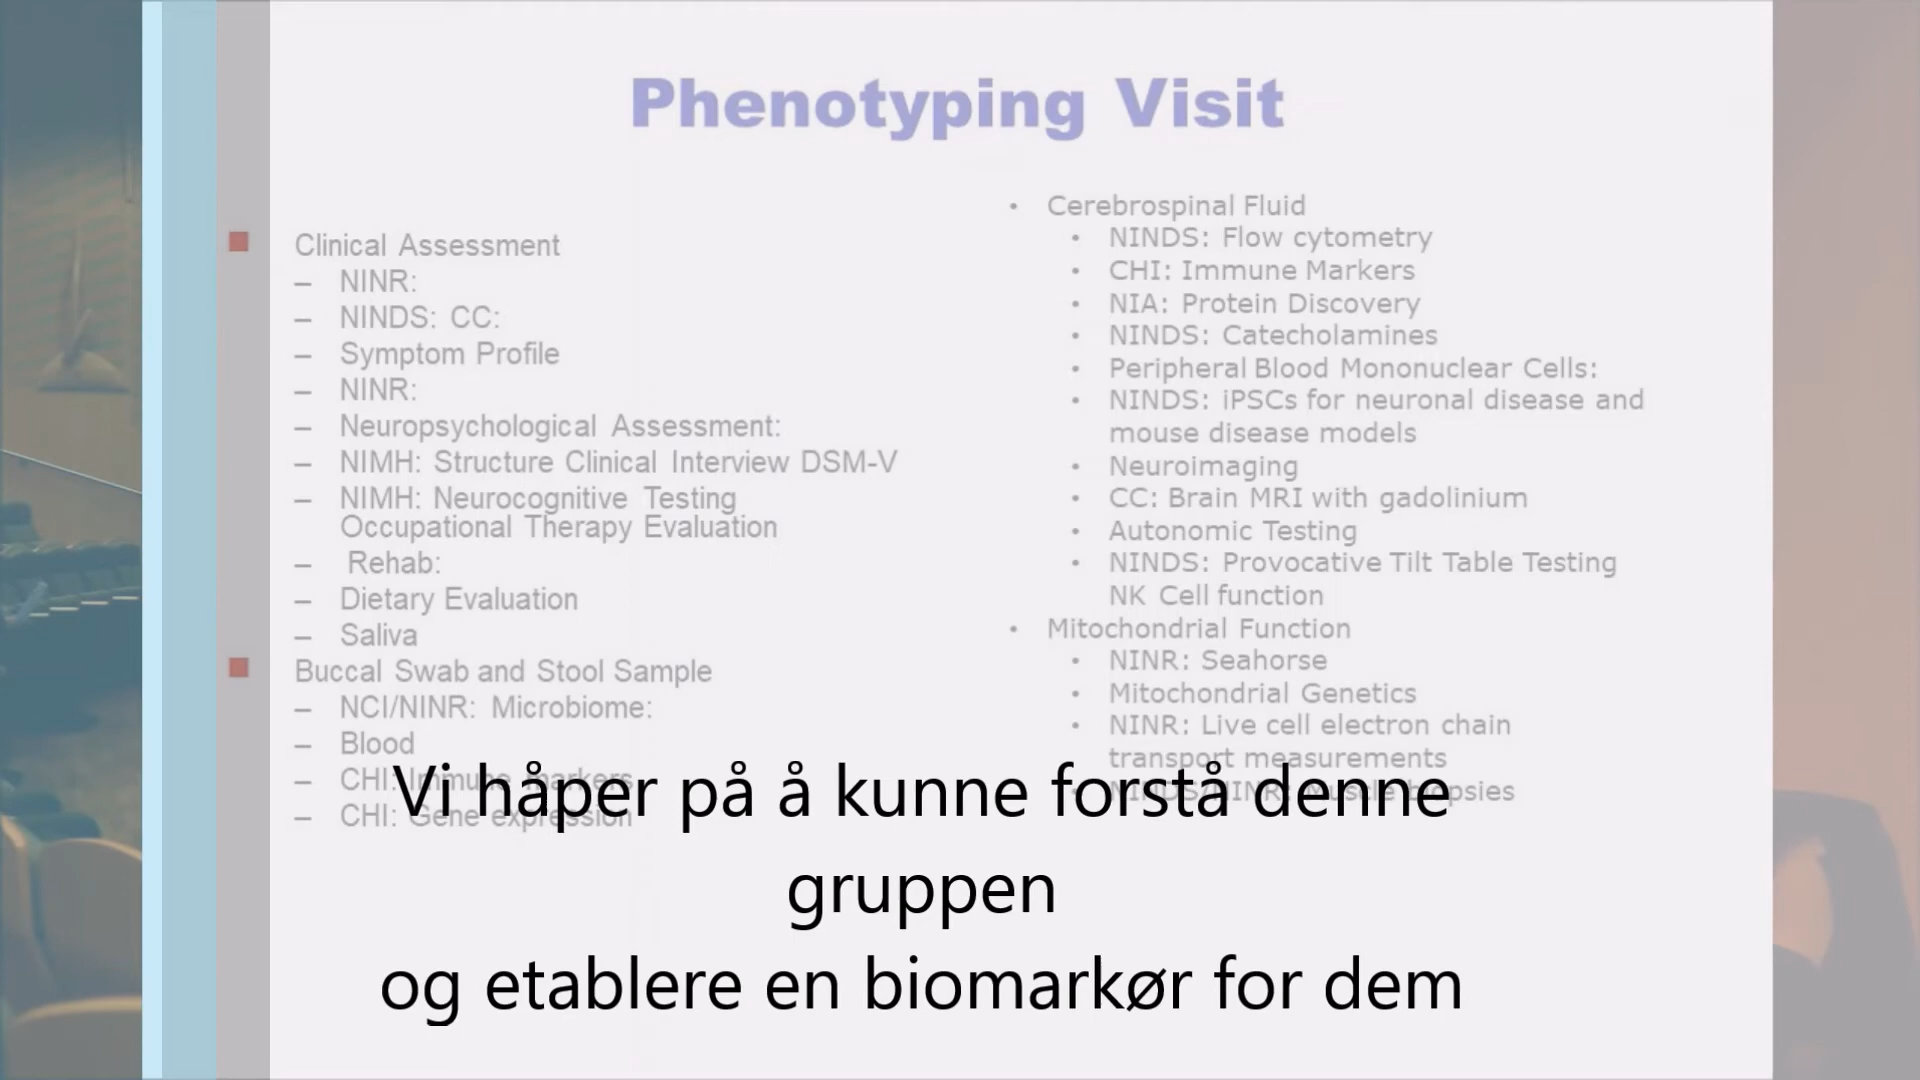 Phenotyping Visit
Clinical Assessment
– NINR:
– NINDS: CC:
– Symptom Profile
– NINR:
– Neuropsychological Assessment:
– NIMH: Structure Clinical Interview DSM-V
– NIMH: Neurocognitive Testing
Occupational Therapy Evaluation
– Rehab:
– Dietary Evaluation
– Saliva
Buccal Swab and Stool Sample
– NCI/NINR: Microbiome:
– Blood
– CHI: Immune markers
– CHI: Gene expression
• Cerebrospinal Fluid
• NINDS: Flow cytometry
• CHI: Immune Markers
• NIA: Protein Discovery
• NINDS: Catecholamines
• Peripheral Blood Mononuclear Cells:
• NINDS: iPSCs for neuronal disease and
mouse disease models
• Neuroimaging
• CC: Brain MRI with gadolinium
• Autonomic Testing
• NINDS: Provocative Tilt Table Testing
NK Cell function
• Mitochondrial Function
• NINR: Seahorse
• Mitochondrial Genetics
• NINR: Live cell electron chain
transport measurements
• NINDS/NINR: Muscle biopsies
Vi håper på å kunne forstå denne
gruppen
og etablere en biomarkør for dem